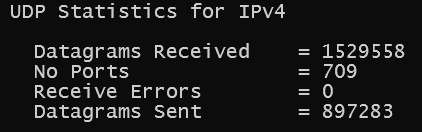 UDP Statistics for IPv4
Datagrams Received = 1529558
No Ports = 709
Receive Errors = 0
Datagrams Sent = 897283